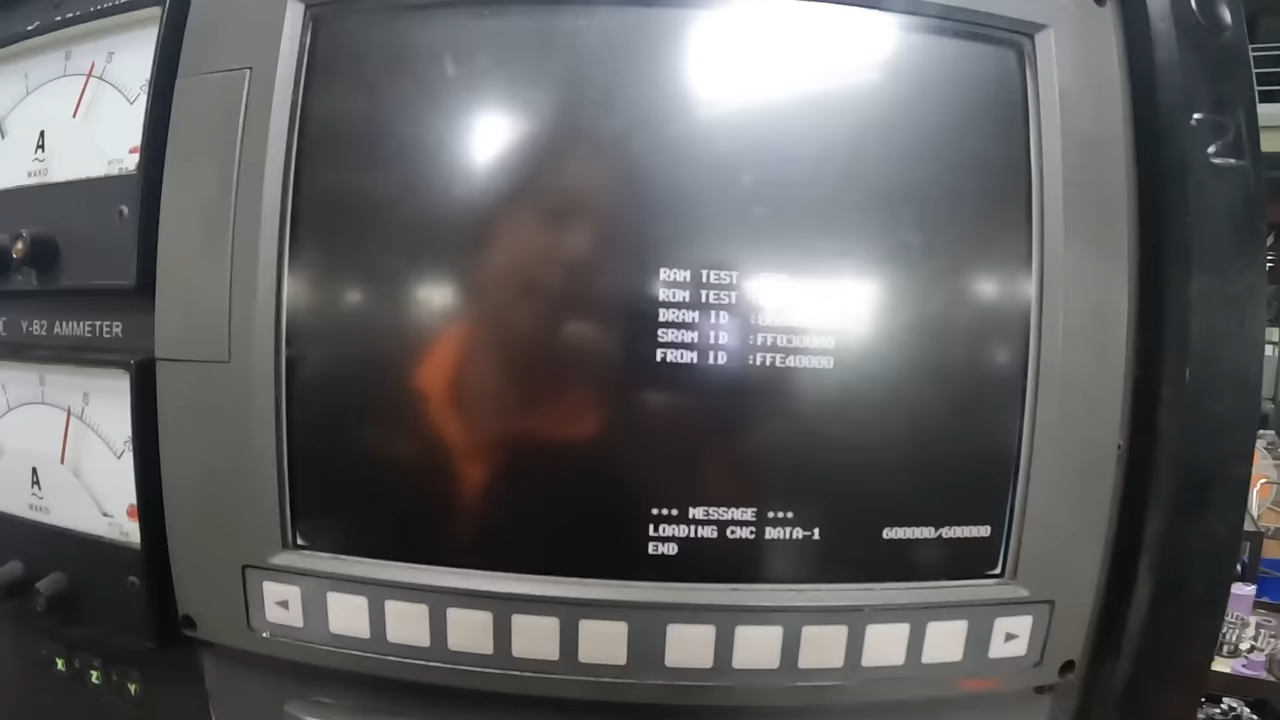 A
WAKO
Y-B2 AMMETER
A
WAKO
RAM TEST :
ROM TEST :
DRAM ID :
SRAM ID :FF030000
FROM ID :FFE40000
*** MESSAGE ***
LOADING CNC DATA-1 600000/600000
END
X Z Y